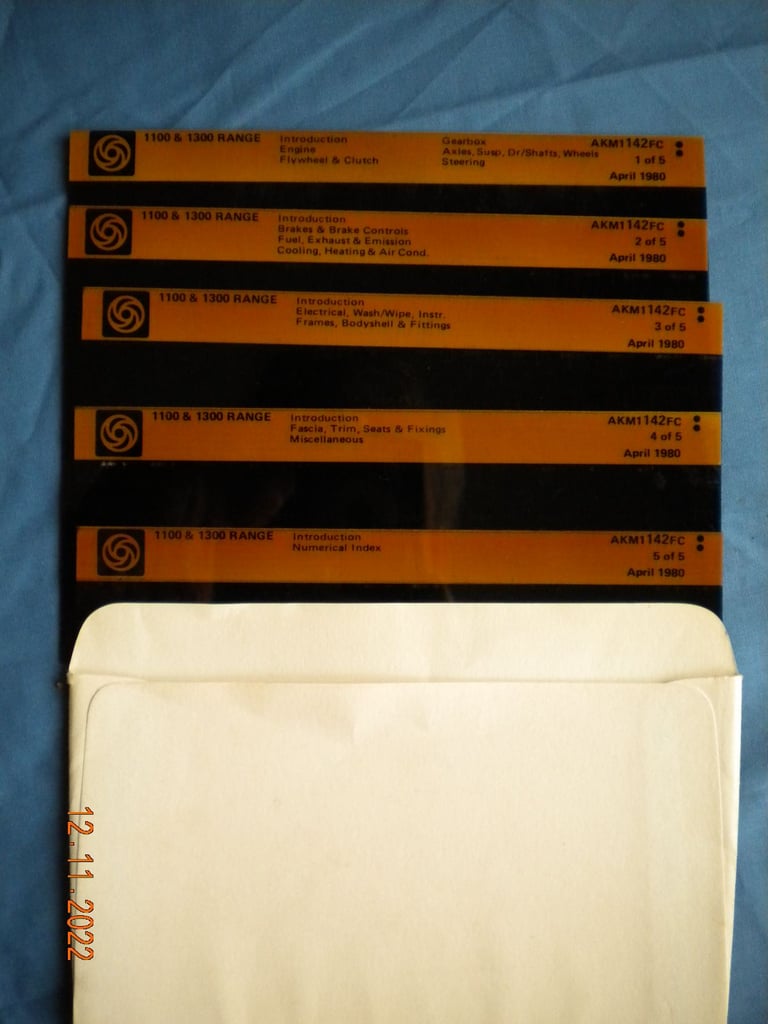 1100 & 1300 RANGE Introduction Gearbox AKM1142FC
Engine Axles, Susp, Dr/Shafts, Wheels 1 of 5
Flywheel & Clutch Steering
April 1980
1100 & 1300 RANGE Introduction AKM1142FC
Brakes & Brake Controls 2 of 5
Fuel, Exhaust & Emission
Cooling, Heating & Air Cond. April 1980
1100 & 1300 RANGE Introduction AKM1142FC
Electrical, Wash/Wipe, Instr. 3 of 5
Frames, Bodyshell & Fittings
April 1980
1100 & 1300 RANGE Introduction AKM1142FC
Fascia, Trim, Seats & Fixings 4 of 5
Miscellaneous
April 1980
1100 & 1300 RANGE Introduction AKM1142FC
Numerical Index 5 of 5
April 1980
12.11.2022